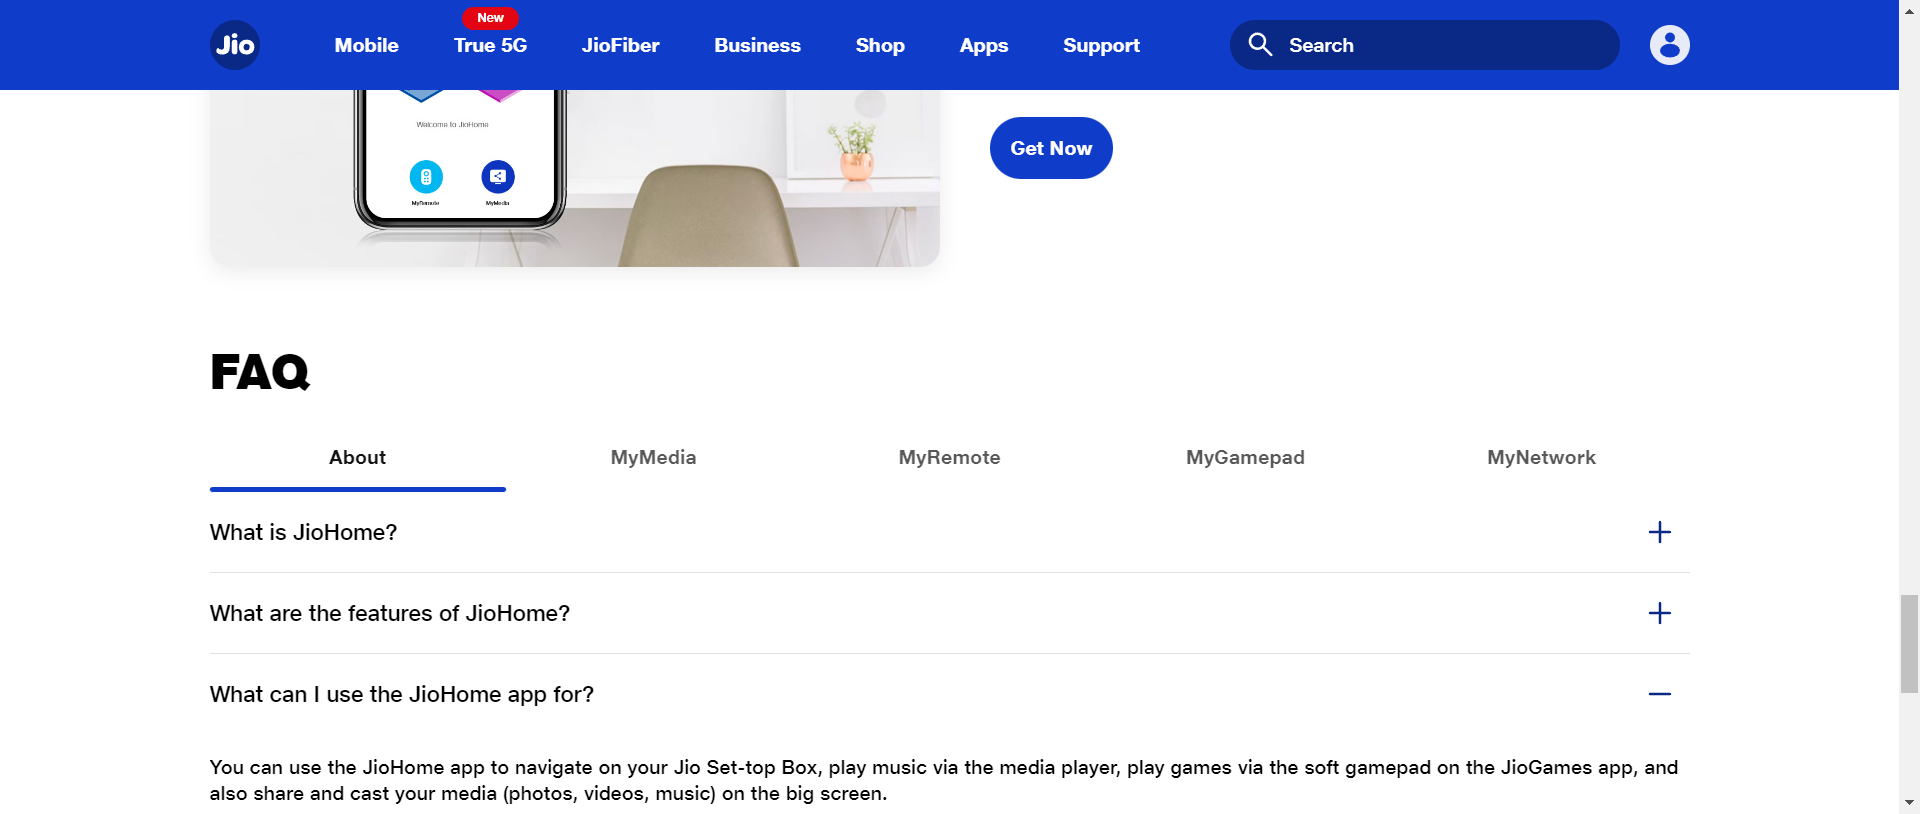 New
Jio Mobile True 5G JioFiber Business Shop Apps Support Search
Welcome to JioHome
Get Now
MyRemote MyMedia
FAQ
About MyMedia MyRemote MyGamepad MyNetwork
What is JioHome?
What are the features of JioHome?
What can I use the JioHome app for?
You can use the JioHome app to navigate on your Jio Set-top Box, play music via the media player, play games via the soft gamepad on the JioGames app, and
also share and cast your media (photos, videos, music) on the big screen.